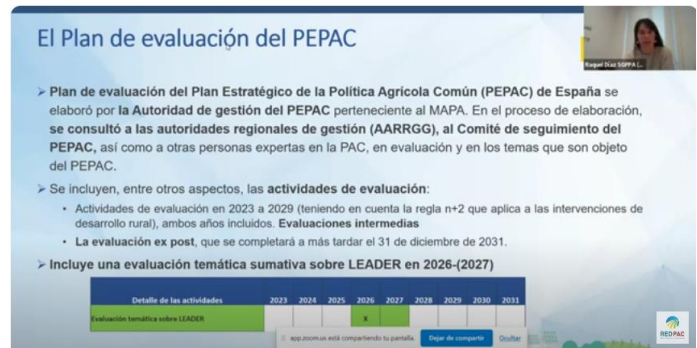 El Plan de evaluación del PEPAC
Raquel Díaz SGPPA (...
Plan de evaluación del Plan Estratégico de la Política Agrícola Común (PEPAC) de España se
elaboró por la Autoridad de gestión del PEPAC perteneciente al MAPA. En el proceso de elaboración,
se consultó a las autoridades regionales de gestión (AARRGG), al Comité de seguimiento del
PEPAC, así como a otras personas expertas en la PAC, en evaluación y en los temas que son objeto
del PEPAC.
Se incluyen, entre otros aspectos, las actividades de evaluación:
Actividades de evaluación en 2023 a 2029 (teniendo en cuenta la regla n+2 que aplica a las intervenciones de
desarrollo rural), ambos años incluidos. Evaluaciones intermedias
La evaluación ex post, que se completará a más tardar el 31 de diciembre de 2031.
Incluye una evaluación temática sumativa sobre LEADER en 2026-(2027)
Detalle de las actividades 2023 2024 2025 2026 2027 2028 2029 2030 2031
Evaluación temática sobre LEADER X
app.zoom.us está compartiendo tu pantalla. Dejar de compartir Ocultar
REDPAC